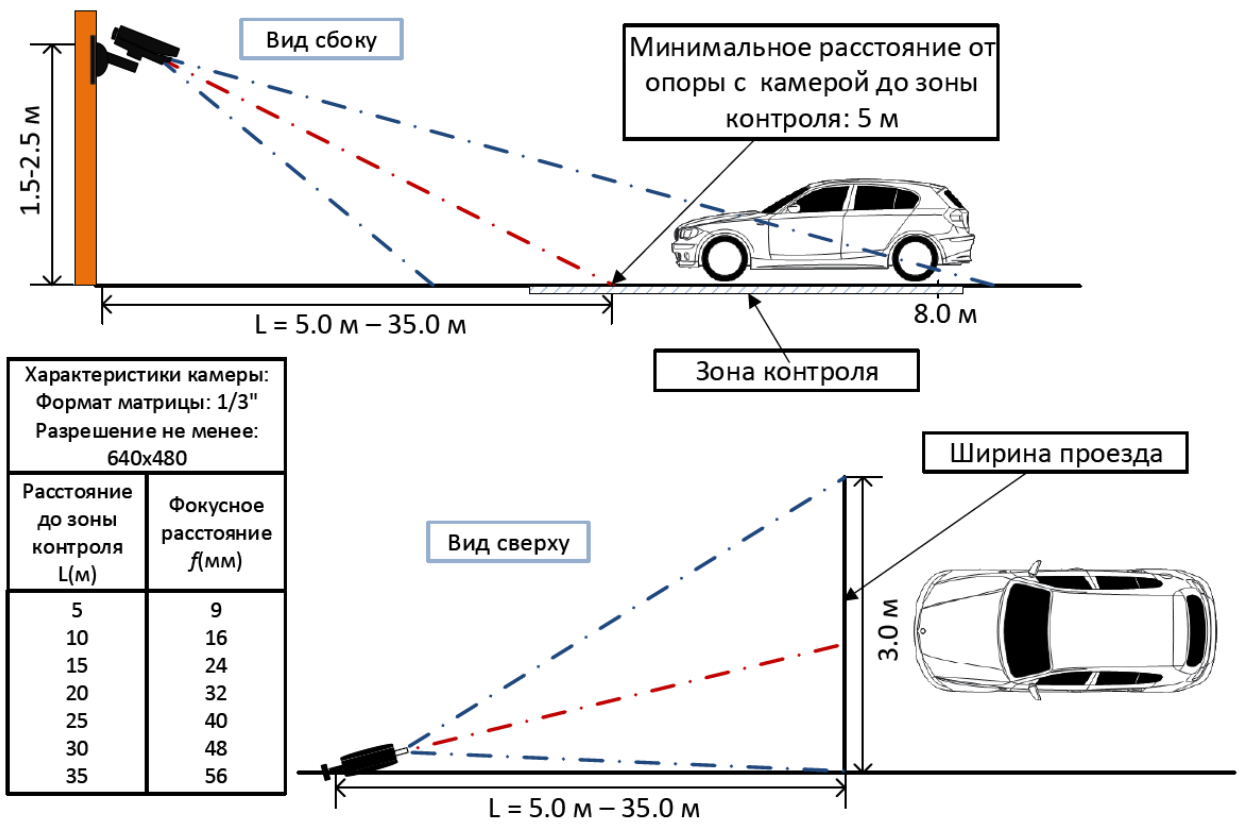 Вид сбоку
Минимальное расстояние от
опоры с камерой до зоны
контроля: 5 м
1.5-2.5 м
L = 5.0 м – 35.0 м
8.0 м
Зона контроля
Характеристики камеры:
Формат матрицы: 1/3"
Разрешение не менее:
640x480
Расстояние
до зоны
контроля
L(м)
Фокусное
расстояние
f(мм)
5 9
10 16
15 24
20 32
25 40
30 48
35 56
Ширина проезда
Вид сверху
3.0 м
L = 5.0 м – 35.0 м